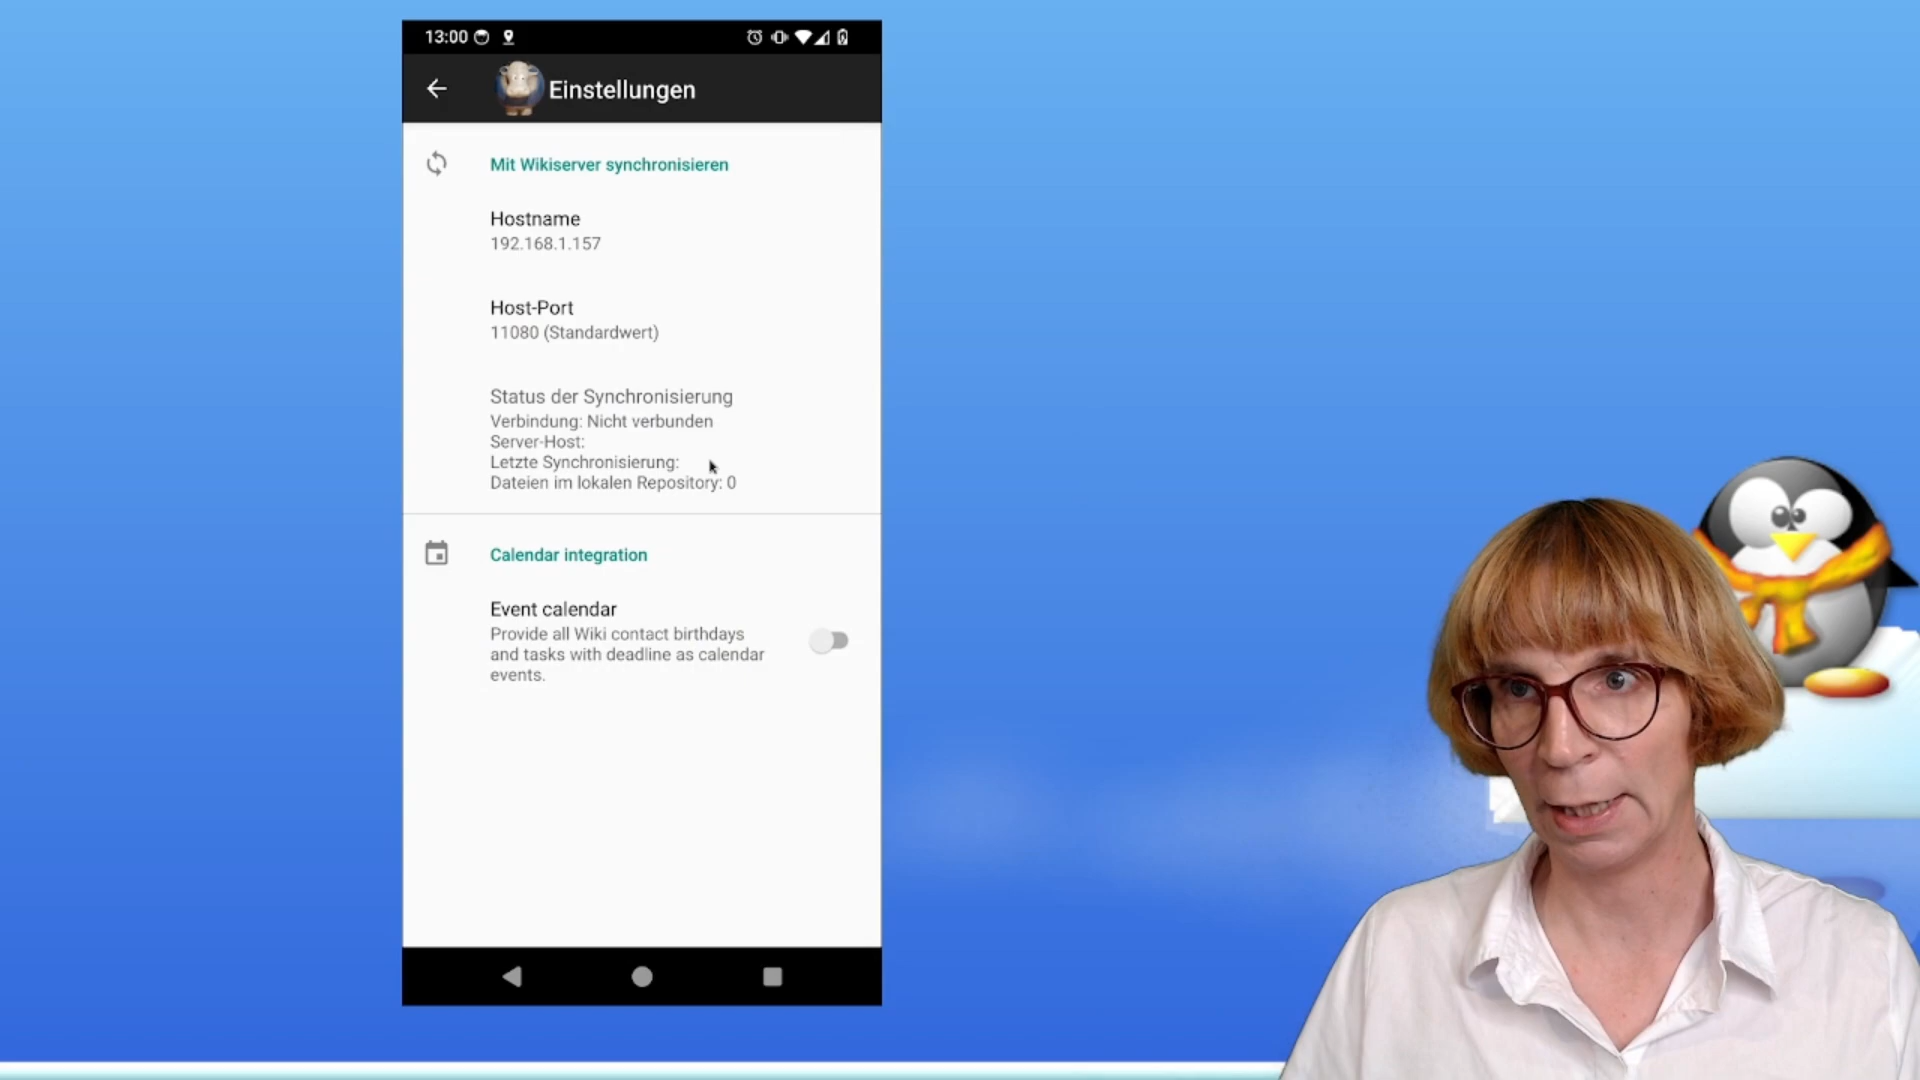 13:00
Einstellungen
Mit Wikiserver synchronisieren
Hostname
192.168.1.157
Host-Port
11080 (Standardwert)
Status der Synchronisierung
Verbindung: Nicht verbunden
Server-Host:
Letzte Synchronisierung:
Dateien im lokalen Repository: 0
Calendar integration
Event calendar
Provide all Wiki contact birthdays
and tasks with deadline as calendar
events.